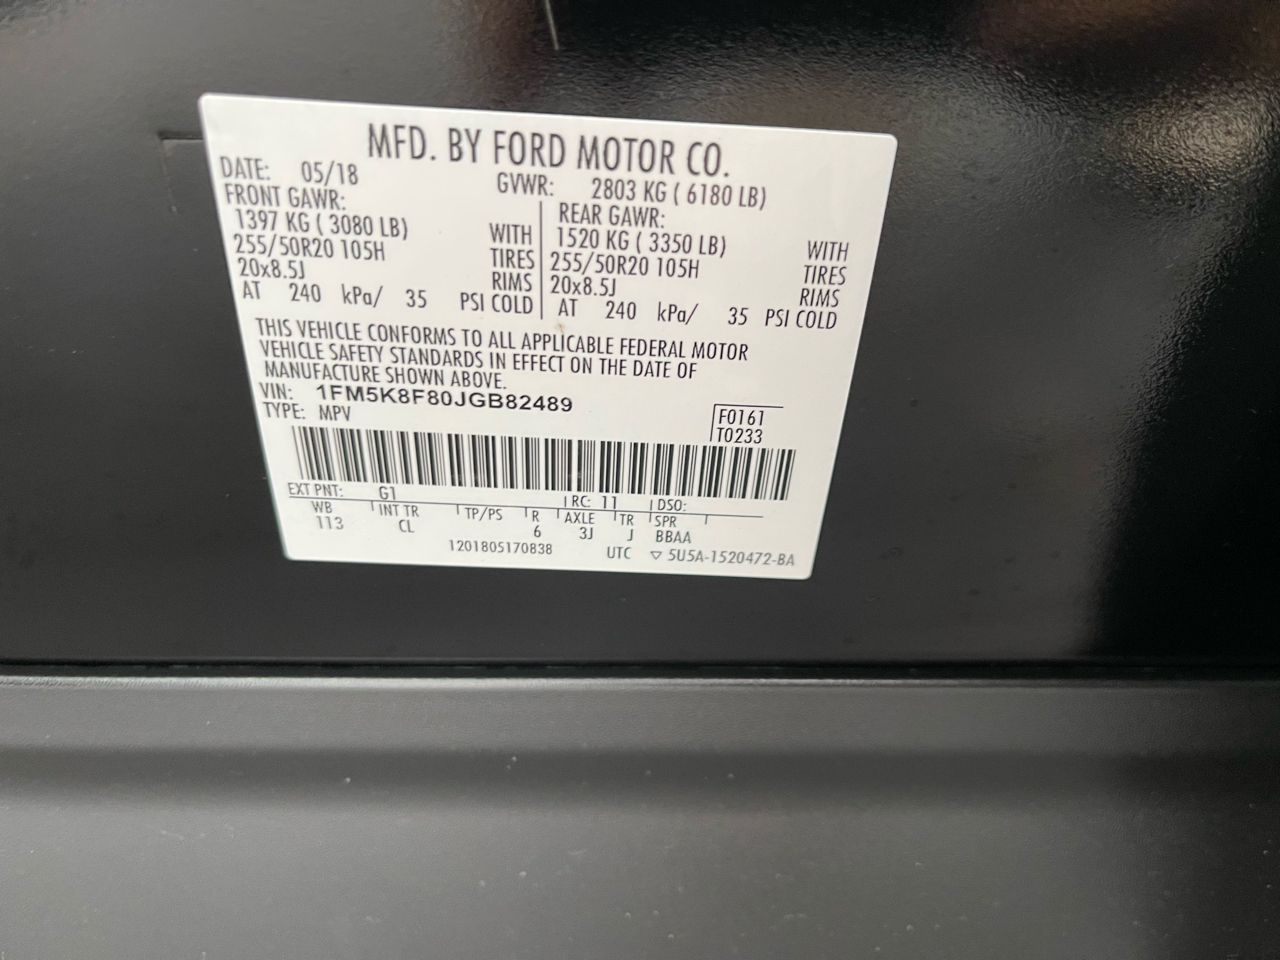 MFD. BY FORD MOTOR CO.
DATE: 05/18 GVWR: 2803 KG ( 6180 LB)
FRONT GAWR: REAR GAWR:
1397 KG ( 3080 LB) WITH 1520 KG ( 3350 LB) WITH
255/50R20 105H TIRES 255/50R20 105H TIRES
20x8.5J RIMS 20x8.5J RIMS
AT 240 kPa/ 35 PSI COLD AT 240 kPa/ 35 PSI COLD
THIS VEHICLE CONFORMS TO ALL APPLICABLE FEDERAL MOTOR
VEHICLE SAFETY STANDARDS IN EFFECT ON THE DATE OF
MANUFACTURE SHOWN ABOVE.
VIN: 1FM5K8F80JGB82489
TYPE: MPV
F0161
T0233
EXT PNT: G1 RC: 11 DSO:
WB INT TR TP/PS R AXLE TR SPR
113 CL 6 3J J BBAA
1201805170838 UTC ▽ 5U5A-1520472-BA